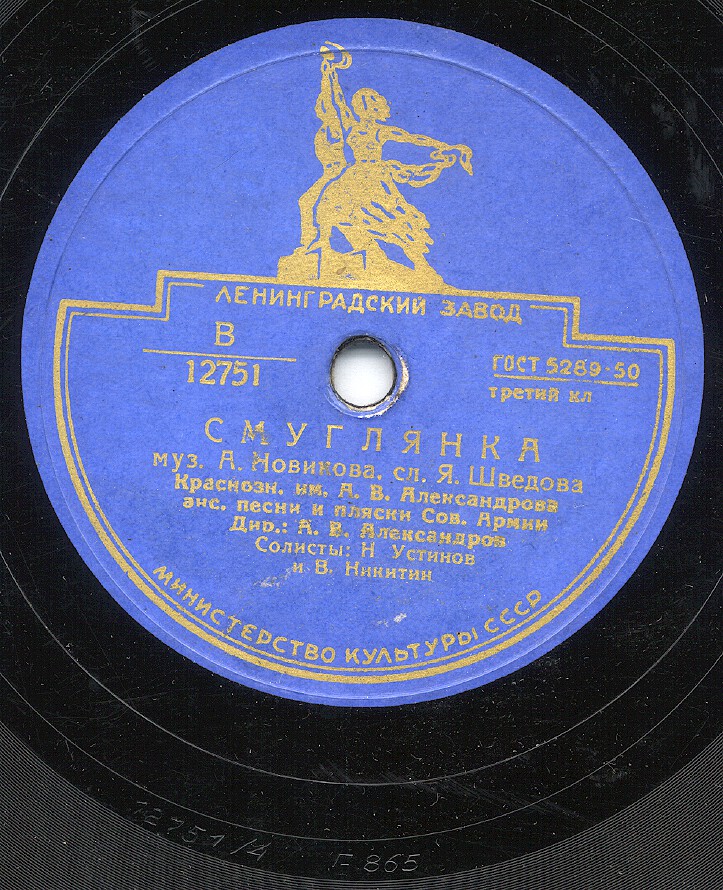 ЛЕНИНГРАДСКИЙ ЗАВОД
В
12751
ГОСТ 5289-50
третий кл
СМУГЛЯНКА
муз. А. Новикова, сл. Я. Шведова
Краснозн. им. А. В. Александрова
анс. песни и пляски Сов. Армии
Дир.: А. В. Александров
Солисты: Н Устинов
и В. Никитин
МИНИСТЕРСТВО КУЛЬТУРЫ СССР
12751/4
F 865